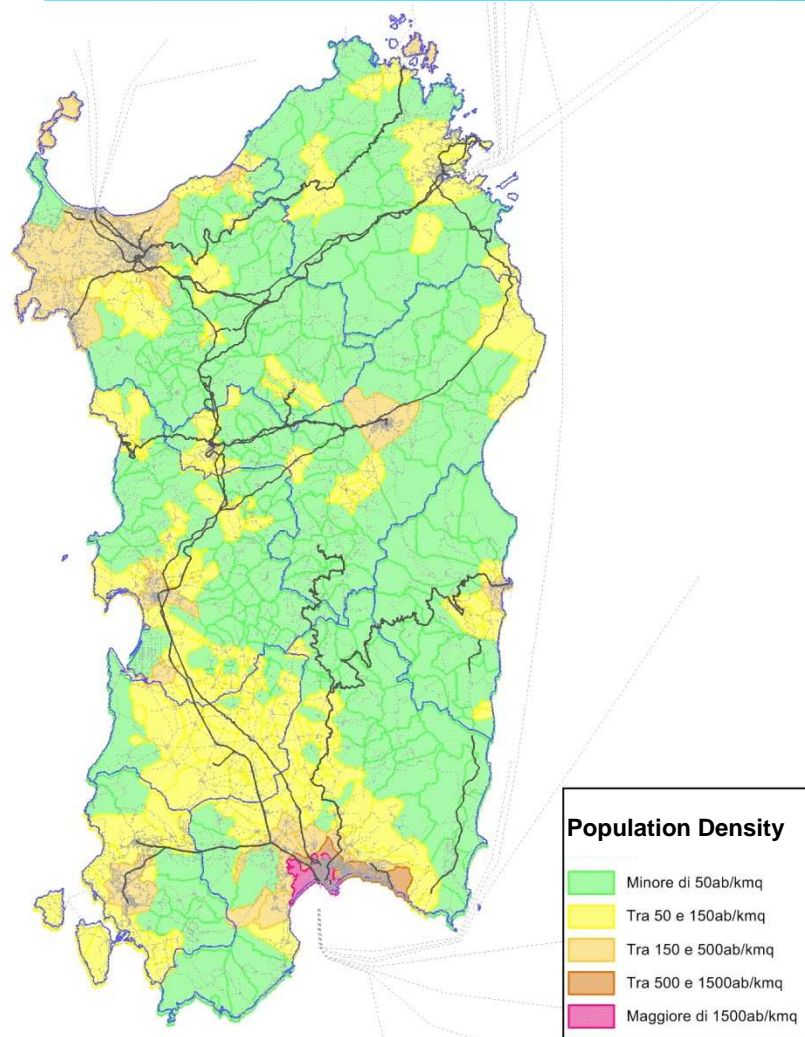 Population Density
Minore di 50ab/kmq
Tra 50 e 150ab/kmq
Tra 150 e 500ab/kmq
Tra 500 e 1500ab/kmq
Maggiore di 1500ab/kmq